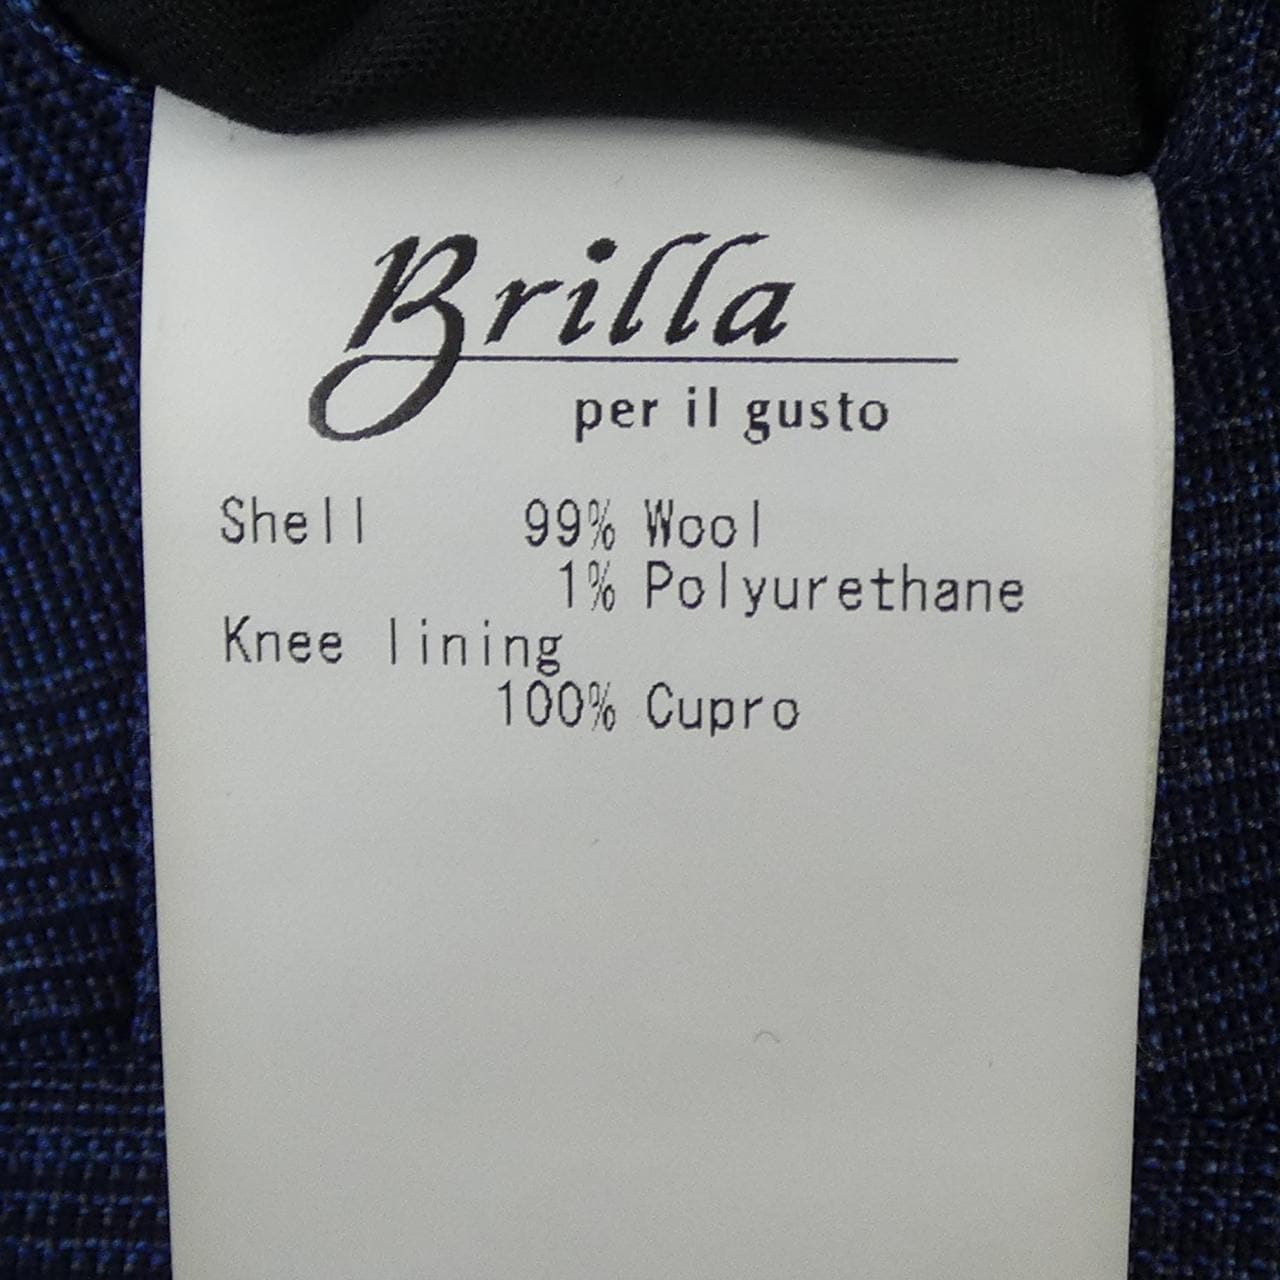 Brilla
per il gusto
Shell 99% Wool
1% Polyurethane
Knee lining
100% Cupro